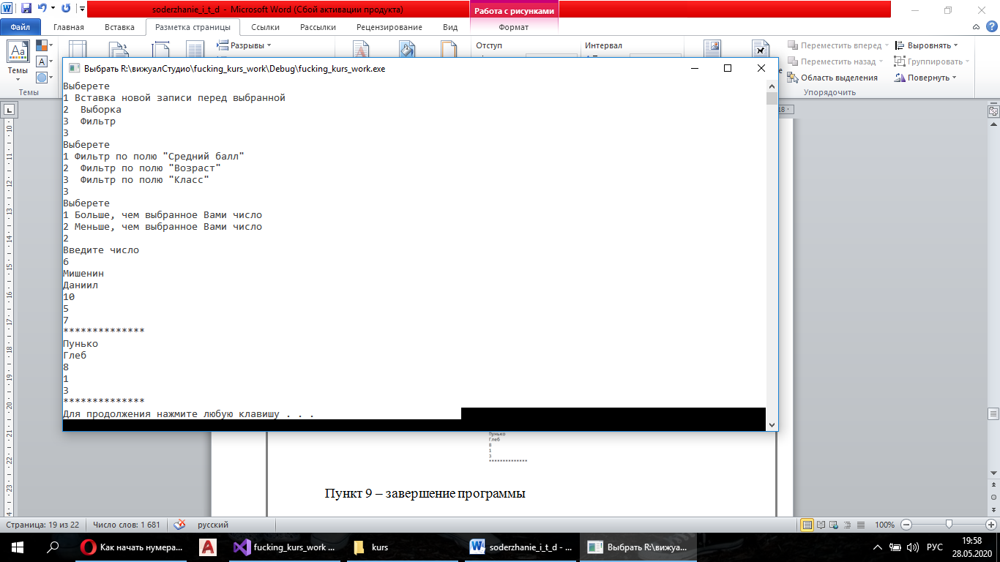 soderzhanie_i_t_d - Microsoft Word (Сбой активации продукта)
Работа с рисунками
Файл
Главная
Вставка
Разметка страницы
Ссылки
Рассылки
Рецензирование
Вид
Формат
Темы
Разрывы
Отступ
Интервал
Переместить вперед
Переместить назад
Область выделения
Выровнять
Группировать
Повернуть
Темы
Упорядочить
Выбрать R:\вижуалСтудио\fucking_kurs_work\Debug\fucking_kurs_work.exe
Выберете
1 Вставка новой записи перед выбранной
2  Выборка
3  Фильтр
3
Выберете
1 Фильтр по полю "Средний балл"
2  Фильтр по полю "Возраст"
3  Фильтр по полю "Класс"
3
Выберете
1 Больше, чем выбранное Вами число
2 Меньше, чем выбранное Вами число
2
Введите число
6
Мишенин
Даниил
10
5
7
**************
Пунько
Глеб
8
1
3
**************
Для продолжения нажмите любую клавишу . . .
Пунько
Глеб
8
1
3
**************
Пункт 9 – завершение программы
Страница: 19 из 22
Число слов: 1 681
русский
100%
Как начать нумера...
fucking_kurs_work ...
kurs
soderzhanie_i_t_d - ...
Выбрать R:\вижуа...
РУС
19:58
28.05.2020